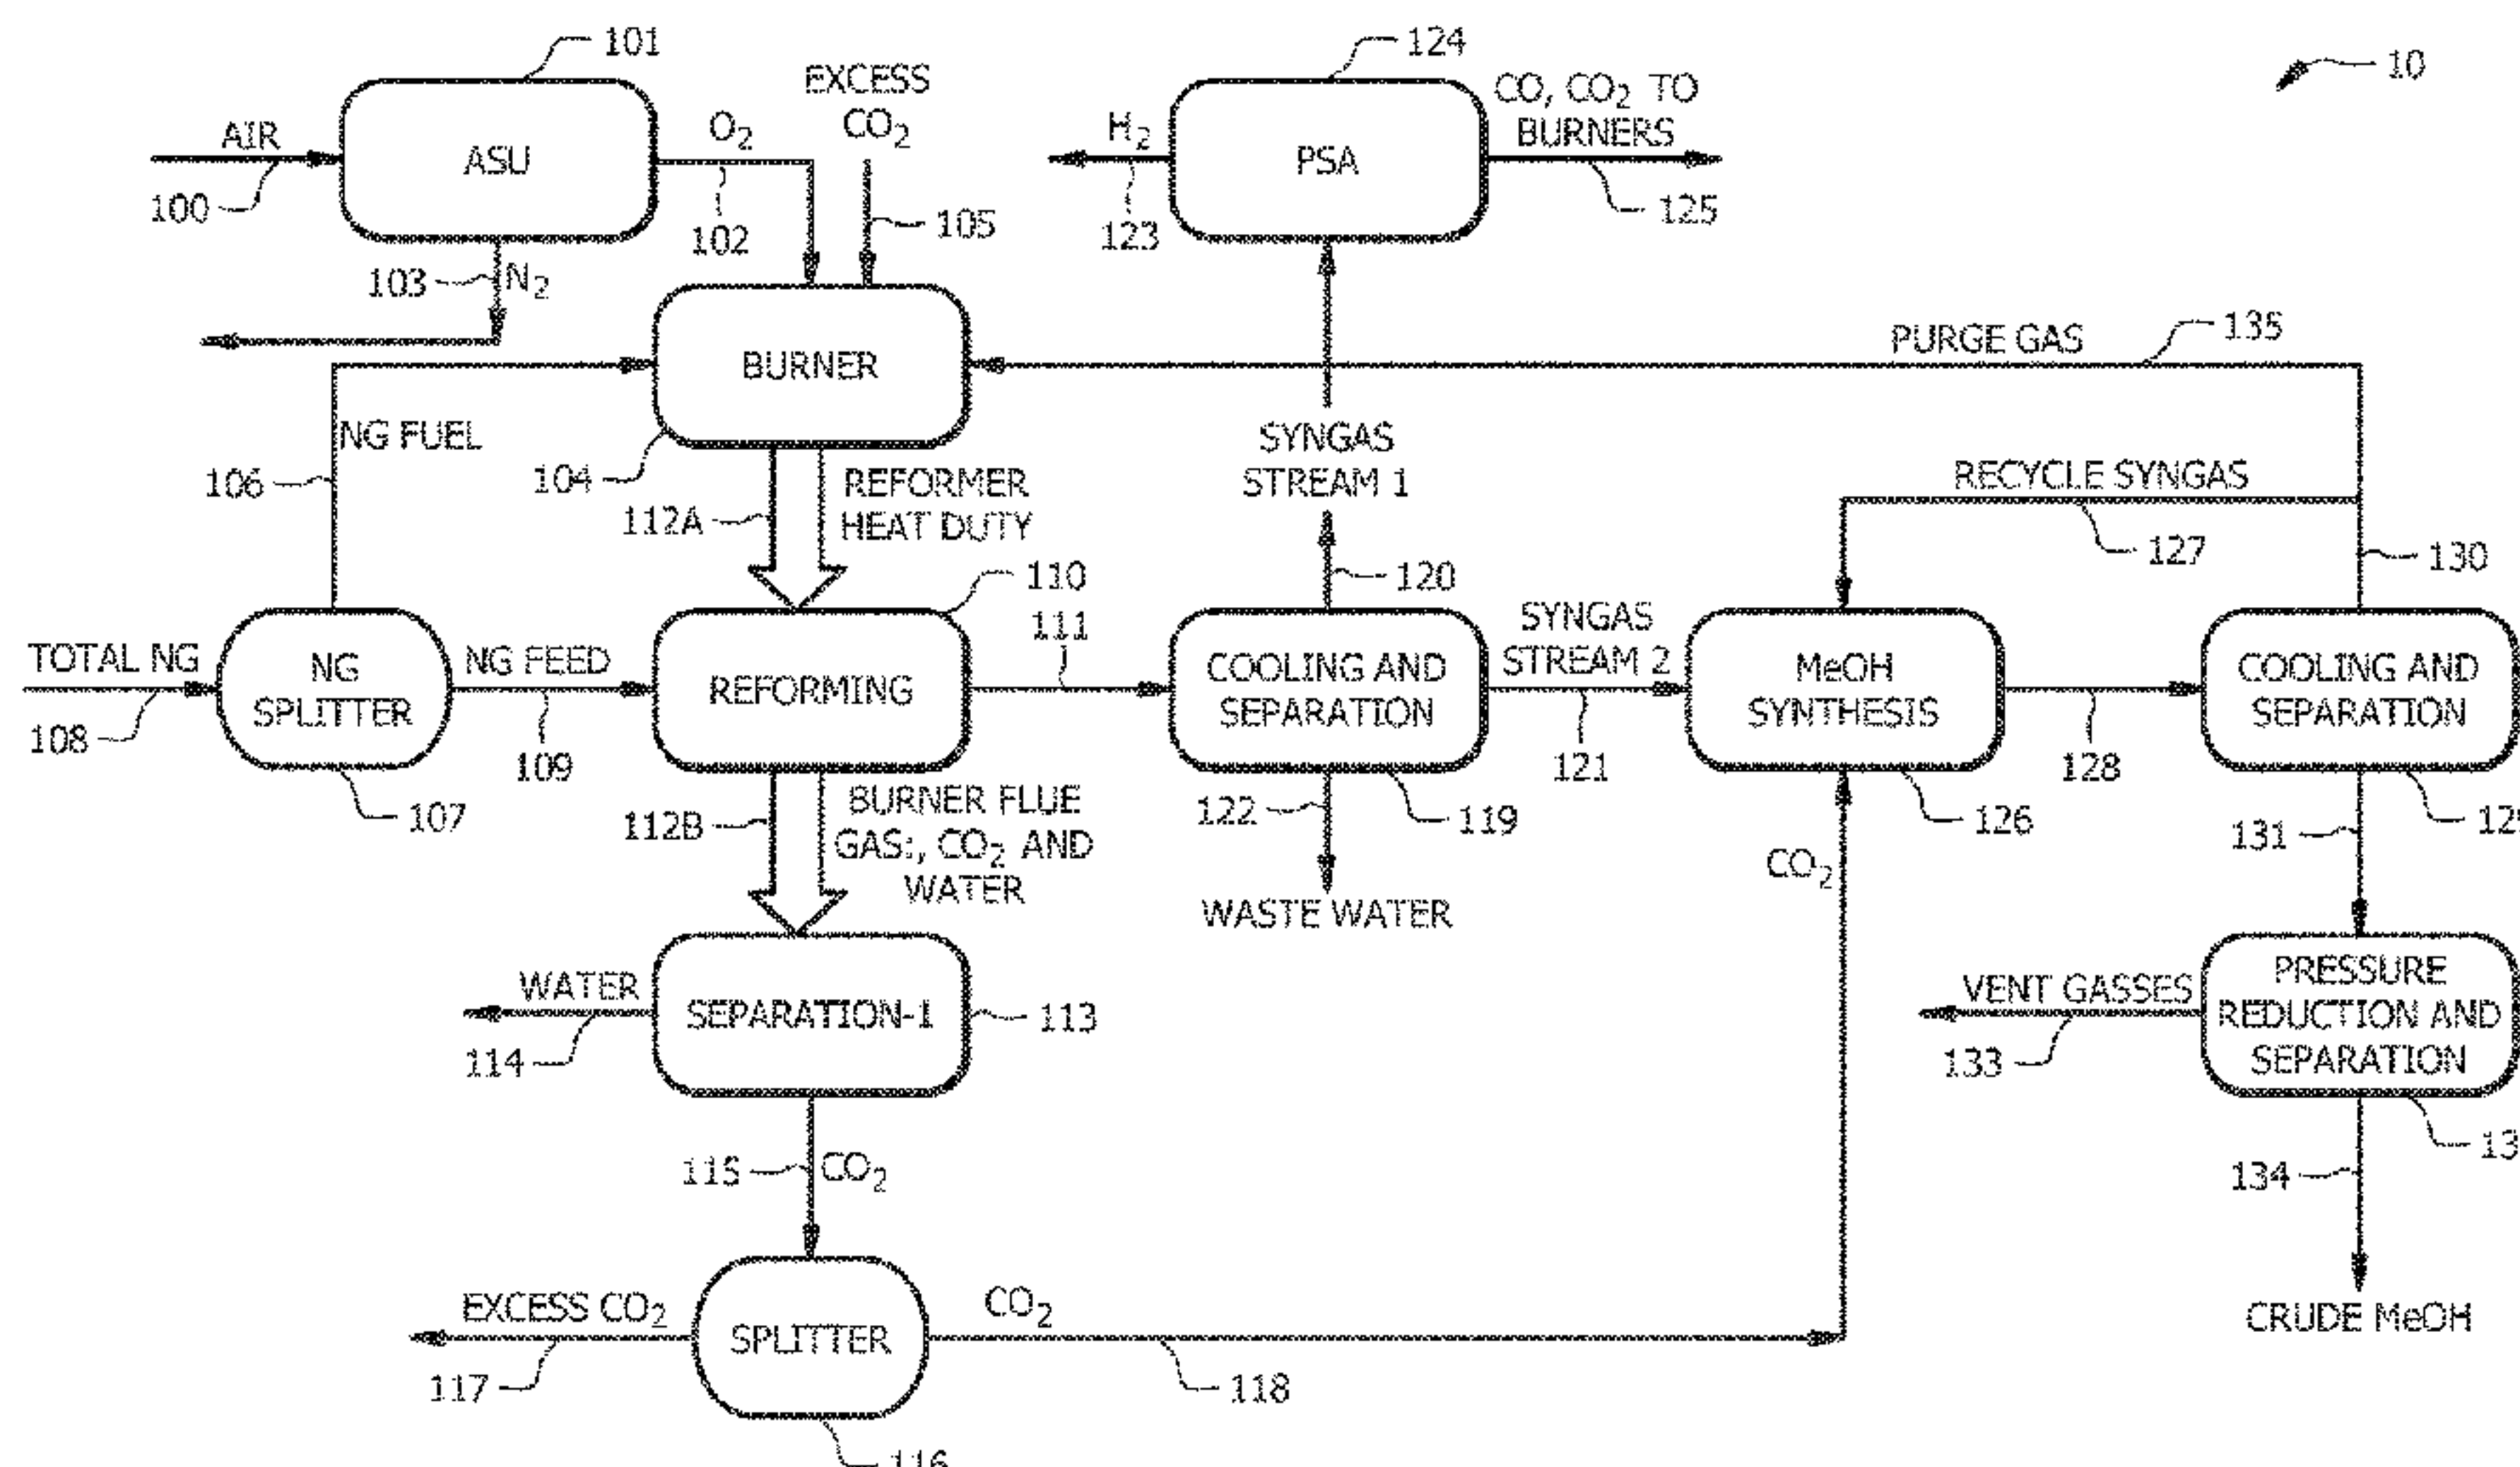 101
AIR
100
ASU
O2
102
EXCESS
CO2
105
103
N2
124
H2
123
PSA
CO, CO2 TO
BURNERS
125
10
BURNER
104
PURGE GAS
135
NG FUEL
106
REFORMER
HEAT DUTY
112A
SYNGAS
STREAM 1
120
RECYCLE SYNGAS
127
130
TOTAL NG
108
NG
SPLITTER
107
NG FEED
109
110
REFORMING
111
COOLING AND
SEPARATION
119
SYNGAS
STREAM 2
121
MeOH
SYNTHESIS
126
128
COOLING AND
SEPARATION
112B
BURNER FLUE
GAS:, CO2 AND
WATER
122
WASTE WATER
CO2
131
WATER
114
SEPARATION-1
113
VENT GASSES
133
PRESSURE
REDUCTION AND
SEPARATION
115
CO2
134
CRUDE MeOH
EXCESS CO2
117
SPLITTER
CO2
118
116